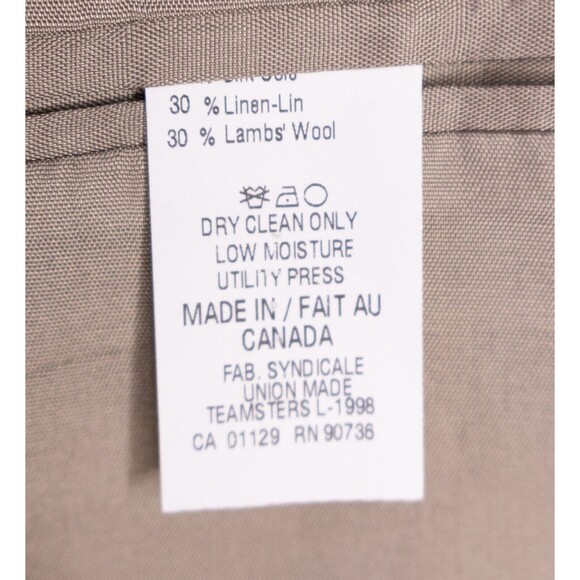 30 % Linen-Lin
30 % Lambs' Wool
DRY CLEAN ONLY
LOW MOISTURE
UTILITY PRESS
MADE IN / FAIT AU
CANADA
FAB. SYNDICALE
UNION MADE
TEAMSTERS L-1998
CA 01129 RN 90736